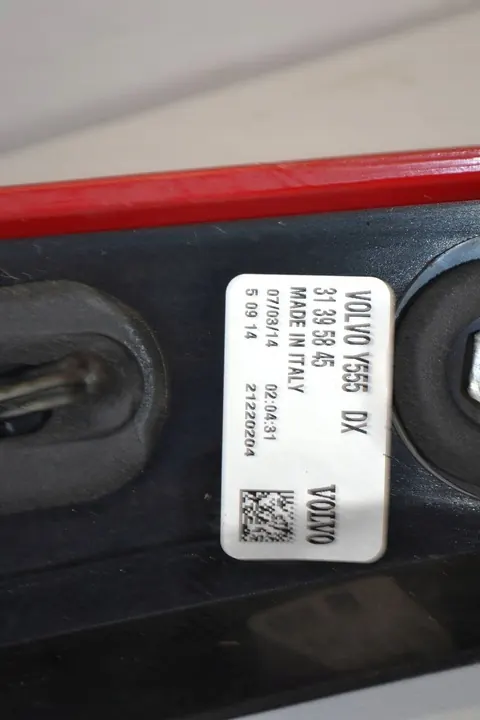 VOLVO Y555 DX
31 39 58 45
MADE IN ITALY
07/03/14 02:04:31
5 09 14 21220204
VOLVO